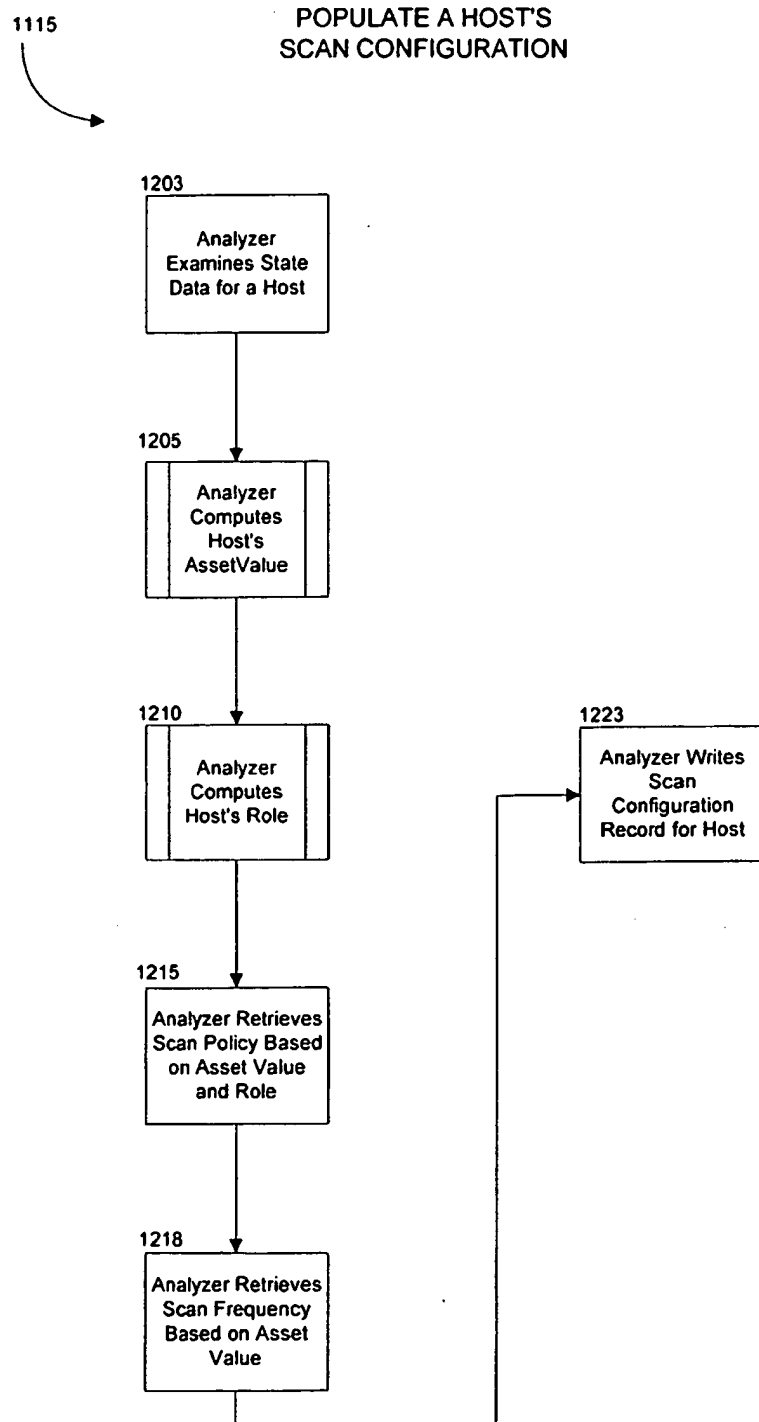 1115
POPULATE A HOST'S
SCAN CONFIGURATION
1203
Analyzer
Examines State
Data for a Host
1205
Analyzer
Computes
Host's
AssetValue
1210
Analyzer
Computes
Host's Role
1215
Analyzer Retrieves
Scan Policy Based
on Asset Value
and Role
1218
Analyzer Retrieves
Scan Frequency
Based on Asset
Value
1223
Analyzer Writes
Scan
Configuration
Record for Host